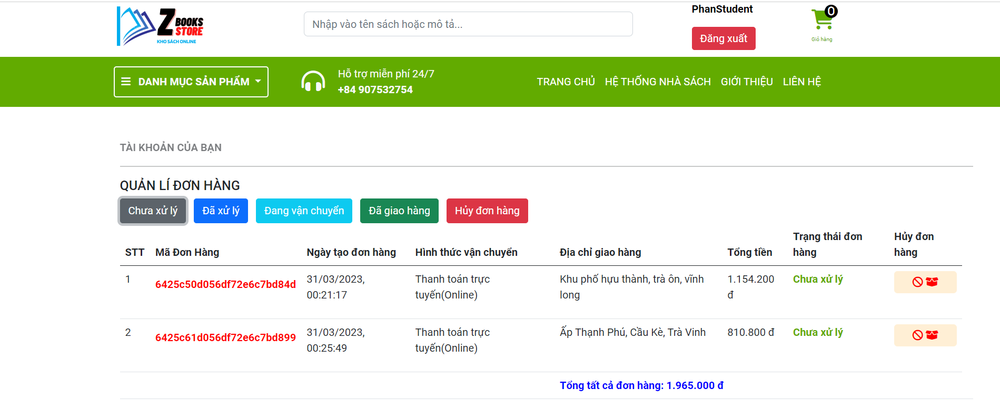 Z BOOKS STORE
KHO SÁCH ONLINE
Nhập vào tên sách hoặc mô tả...
PhanStudent
Đăng xuất
0
Giỏ hàng
DANH MỤC SẢN PHẨM
Hỗ trợ miễn phí 24/7
+84 907532754
TRANG CHỦ HỆ THỐNG NHÀ SÁCH GIỚI THIỆU LIÊN HỆ
TÀI KHOẢN CỦA BẠN
QUẢN LÍ ĐƠN HÀNG
Chưa xử lý Đã xử lý Đang vận chuyển Đã giao hàng Hủy đơn hàng
STT Mã Đơn Hàng Ngày tạo đơn hàng Hình thức vận chuyển Địa chỉ giao hàng Tổng tiền Trạng thái đơn hàng Hủy đơn hàng
1 6425c50d056df72e6c7bd84d 31/03/2023, 00:21:17 Thanh toán trực tuyến(Online) Khu phố hựu thành, trà ôn, vĩnh long 1.154.200 đ Chưa xử lý
2 6425c61d056df72e6c7bd899 31/03/2023, 00:25:49 Thanh toán trực tuyến(Online) Ấp Thạnh Phú, Cầu Kè, Trà Vinh 810.800 đ Chưa xử lý
Tổng tất cả đơn hàng: 1.965.000 đ